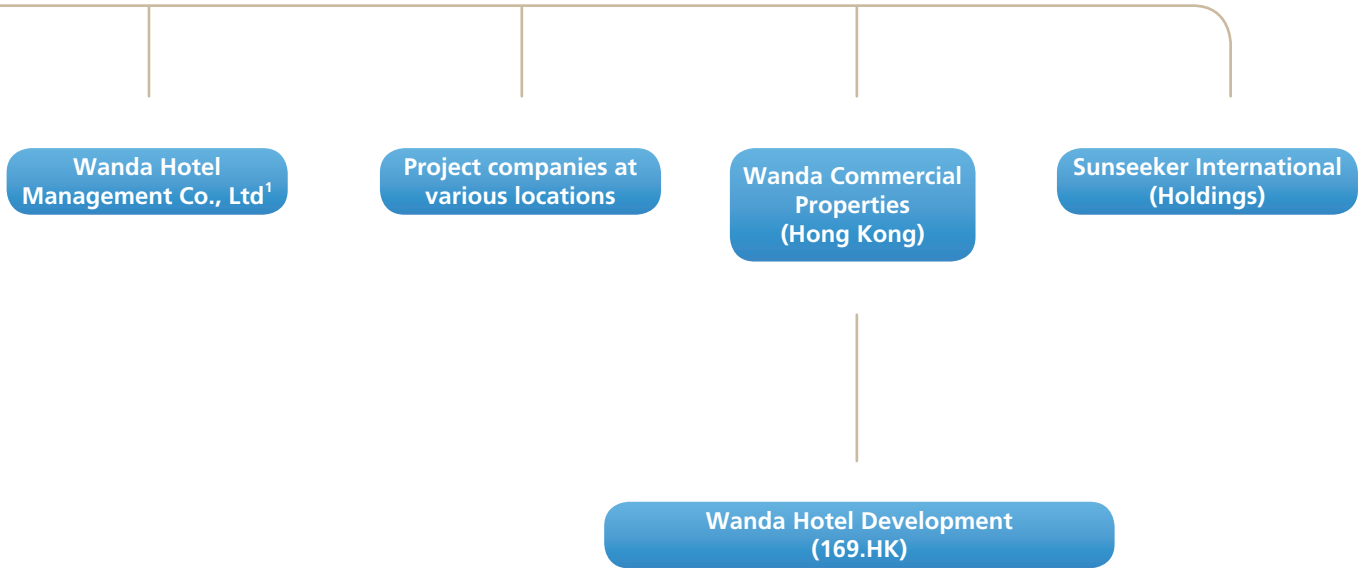 Wanda Hotel
Management Co., Ltd¹
Project companies at
various locations
Wanda Commercial
Properties
(Hong Kong)
Sunseeker International
(Holdings)
Wanda Hotel Development
(169.HK)